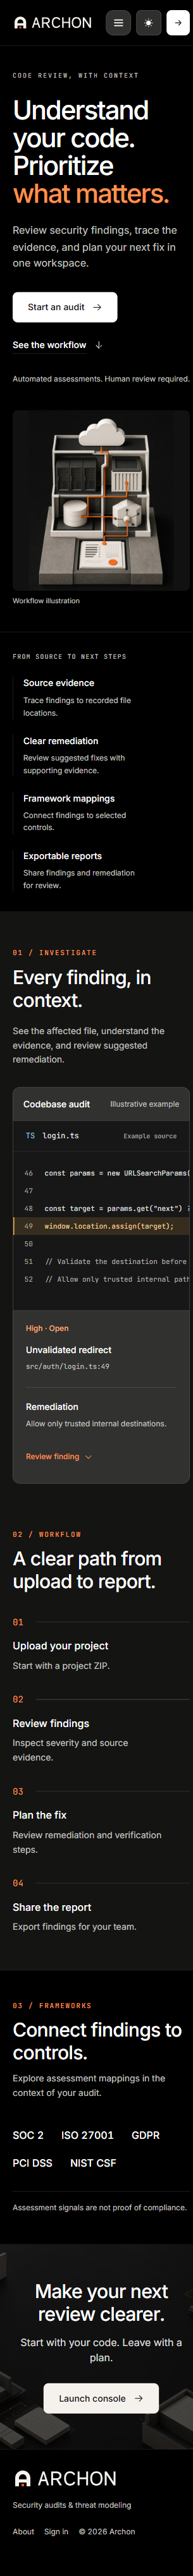 ARCHON
CODE REVIEW, WITH CONTEXT
Understand
your code.
Prioritize
what matters.
Review security findings, trace the
evidence, and plan your next fix in
one workspace.
Start an audit →
See the workflow ↓
Automated assessments. Human review required.
Workflow illustration
FROM SOURCE TO NEXT STEPS
Source evidence
Trace findings to recorded file
locations.
Clear remediation
Review suggested fixes with
supporting evidence.
Framework mappings
Connect findings to selected
controls.
Exportable reports
Share findings and remediation
for review.
01 / INVESTIGATE
Every finding, in
context.
See the affected file, understand the
evidence, and review suggested
remediation.
Codebase audit Illustrative example
TS login.ts Example source
46 const params = new URLSearchParams(
47
48 const target = params.get("next") ?
49 window.location.assign(target);
50
51 // Validate the destination before
52 // Allow only trusted internal path
High · Open
Unvalidated redirect
src/auth/login.ts:49
Remediation
Allow only trusted internal destinations.
Review finding
02 / WORKFLOW
A clear path from
upload to report.
01
Upload your project
Start with a project ZIP.
02
Review findings
Inspect severity and source
evidence.
03
Plan the fix
Review remediation and verification
steps.
04
Share the report
Export findings for your team.
03 / FRAMEWORKS
Connect findings to
controls.
Explore assessment mappings in the
context of your audit.
SOC 2 ISO 27001 GDPR
PCI DSS NIST CSF
Assessment signals are not proof of compliance.
Make your next
review clearer.
Start with your code. Leave with a
plan.
Launch console →
ARCHON
Security audits & threat modeling
About Sign in © 2026 Archon